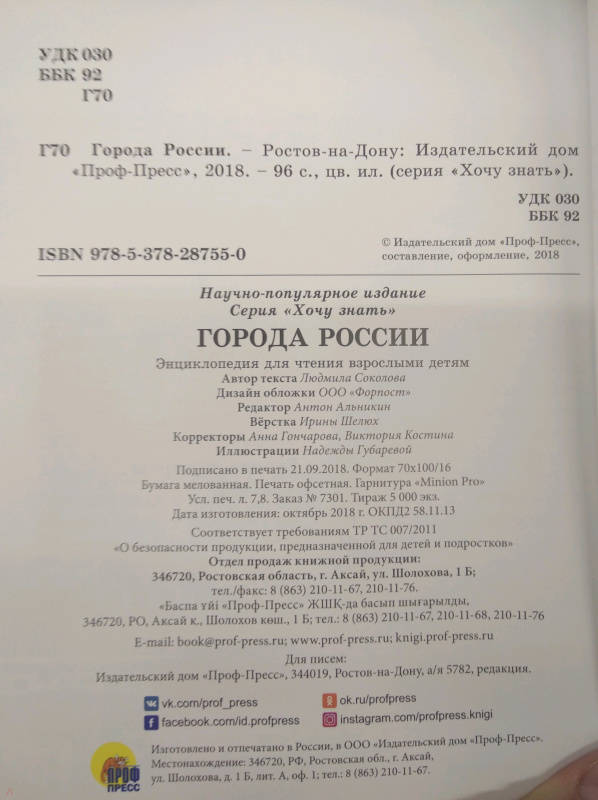 УДК 030
ББК 92
Г70
Г70 Города России. – Ростов-на-Дону: Издательский дом
«Проф-Пресс», 2018. – 96 с., цв. ил. (серия «Хочу знать»).
УДК 030
ББК 92
ISBN 978-5-378-28755-0
© Издательский дом «Проф-Пресс»,
составление, оформление, 2018
Научно-популярное издание
Серия «Хочу знать»
ГОРОДА РОССИИ
Энциклопедия для чтения взрослыми детям
Автор текста Людмила Соколова
Дизайн обложки ООО «Форпост»
Редактор Антон Альникин
Вёрстка Ирины Шелюх
Корректоры Анна Гончарова, Виктория Костина
Иллюстрации Надежды Губаревой
Подписано в печать 21.09.2018. Формат 70х100/16
Бумага мелованная. Печать офсетная. Гарнитура «Minion Pro»
Усл. печ. л. 7,8. Заказ № 7301. Тираж 5 000 экз.
Дата изготовления: октябрь 2018 г. ОКПД2 58.11.13
Соответствует требованиям ТР ТС 007/2011
«О безопасности продукции, предназначенной для детей и подростков»
Отдел продаж книжной продукции:
346720, Ростовская область, г. Аксай, ул. Шолохова, 1 Б;
тел./факс: 8 (863) 210-11-67, 210-11-76.
«Баспа үйі «Проф-Пресс» ЖШҚ-да басып шығарылды,
346720, РО, Аксай к., Шолохов көш., 1 Б; тел.: 8 (863) 210-11-67, 210-11-68, 210-11-76
E-mail: book@prof-press.ru; www.prof-press.ru; knigi.prof-press.ru
Для писем:
Издательский дом «Проф-Пресс», 344019, Ростов-на-Дону, а/я 5782, редакция.
vk.com/prof_press
ok.ru/profpress
facebook.com/id.profpress
instagram.com/profpress.knigi
ПРОФ
ПРЕСС
Изготовлено и отпечатано в России, в ООО «Издательский дом «Проф-Пресс».
Местонахождение: 346720, РФ, Ростовская обл., г. Аксай,
ул. Шолохова, д. 1 Б, лит. А, оф. 1; тел.: 8 (863) 210-11-67.